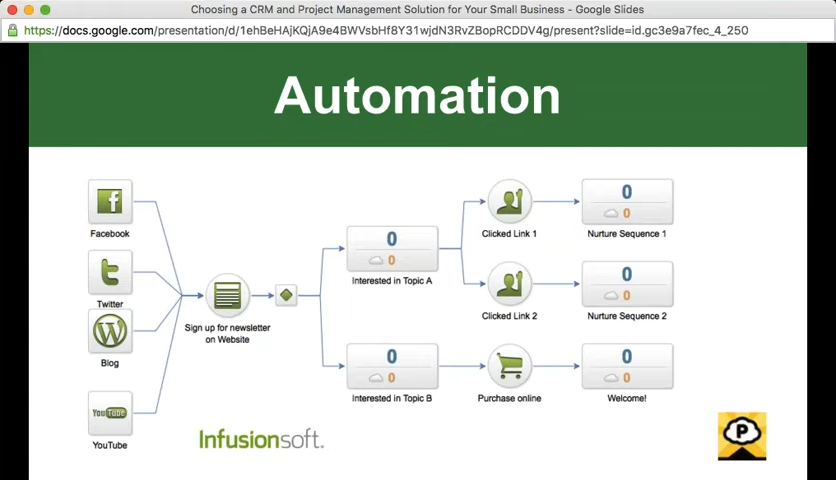 Choosing a CRM and Project Management Solution for Your Small Business - Google Slides
https://docs.google.com/presentation/d/1ehBeHAjKQjA9e4BWVsbHf8Y31wjdN3RvZBopRCDDV4g/present?slide=id.gc3e9a7fec_4_250
Automation
f
Facebook
t
Twitter
W
Blog
YouTube
YouTube
Sign up for newsletter
on Website
0
0
Interested in Topic A
0
0
Interested in Topic B
Clicked Link 1
Clicked Link 2
Purchase online
0
0
Nurture Sequence 1
0
0
Nurture Sequence 2
0
0
Welcome!
Infusionsoft.
P